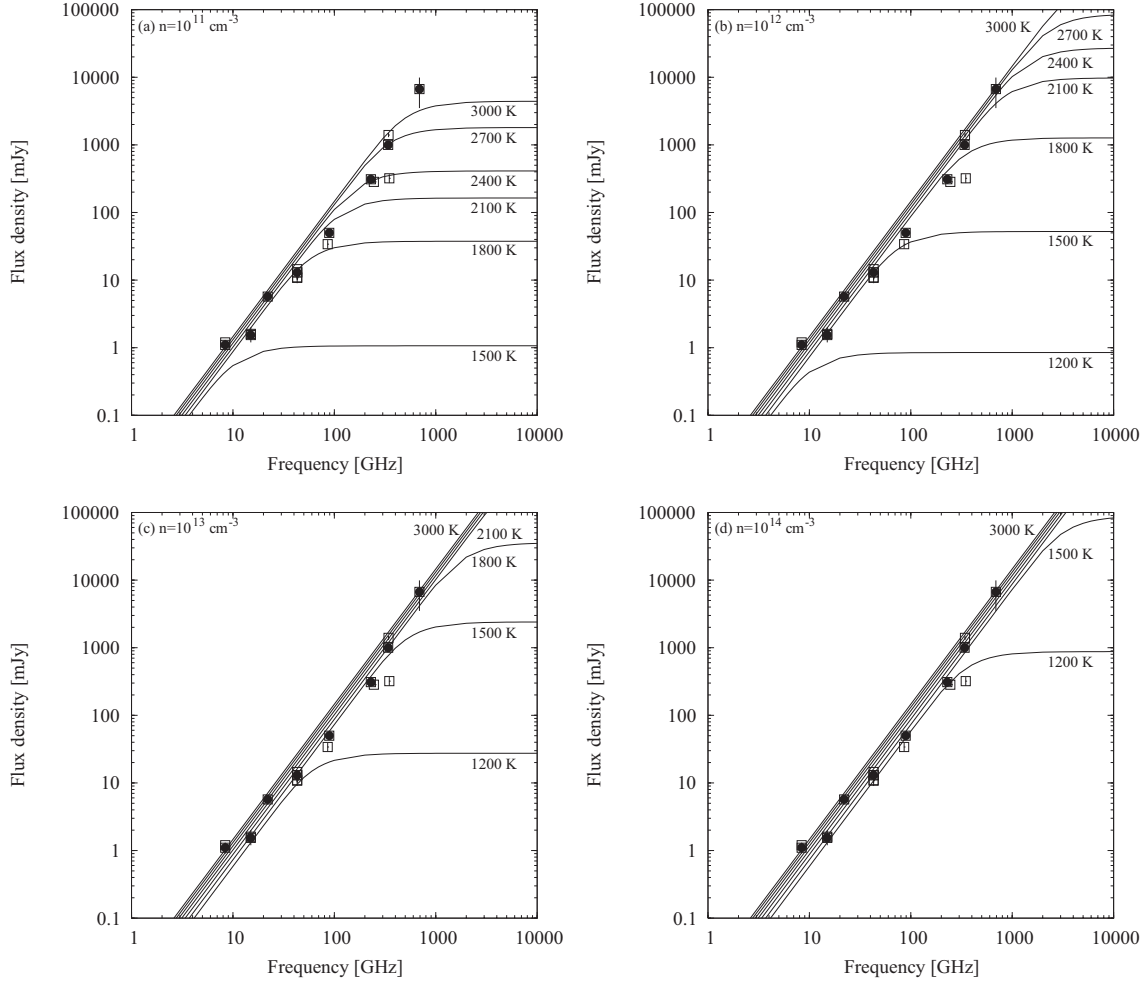 (a) n=10^11 cm^-3
100000
10000
1000
100
10
1
0.1
Flux density [mJy]
3000 K
2700 K
2400 K
2100 K
1800 K
1500 K
1 10 100 1000 10000
Frequency [GHz]
(b) n=10^12 cm^-3
100000
10000
1000
100
10
1
0.1
Flux density [mJy]
3000 K
2700 K
2400 K
2100 K
1800 K
1500 K
1200 K
1 10 100 1000 10000
Frequency [GHz]
(c) n=10^13 cm^-3
100000
10000
1000
100
10
1
0.1
Flux density [mJy]
3000 K
2100 K
1800 K
1500 K
1200 K
1 10 100 1000 10000
Frequency [GHz]
(d) n=10^14 cm^-3
100000
10000
1000
100
10
1
0.1
Flux density [mJy]
3000 K
1500 K
1200 K
1 10 100 1000 10000
Frequency [GHz]